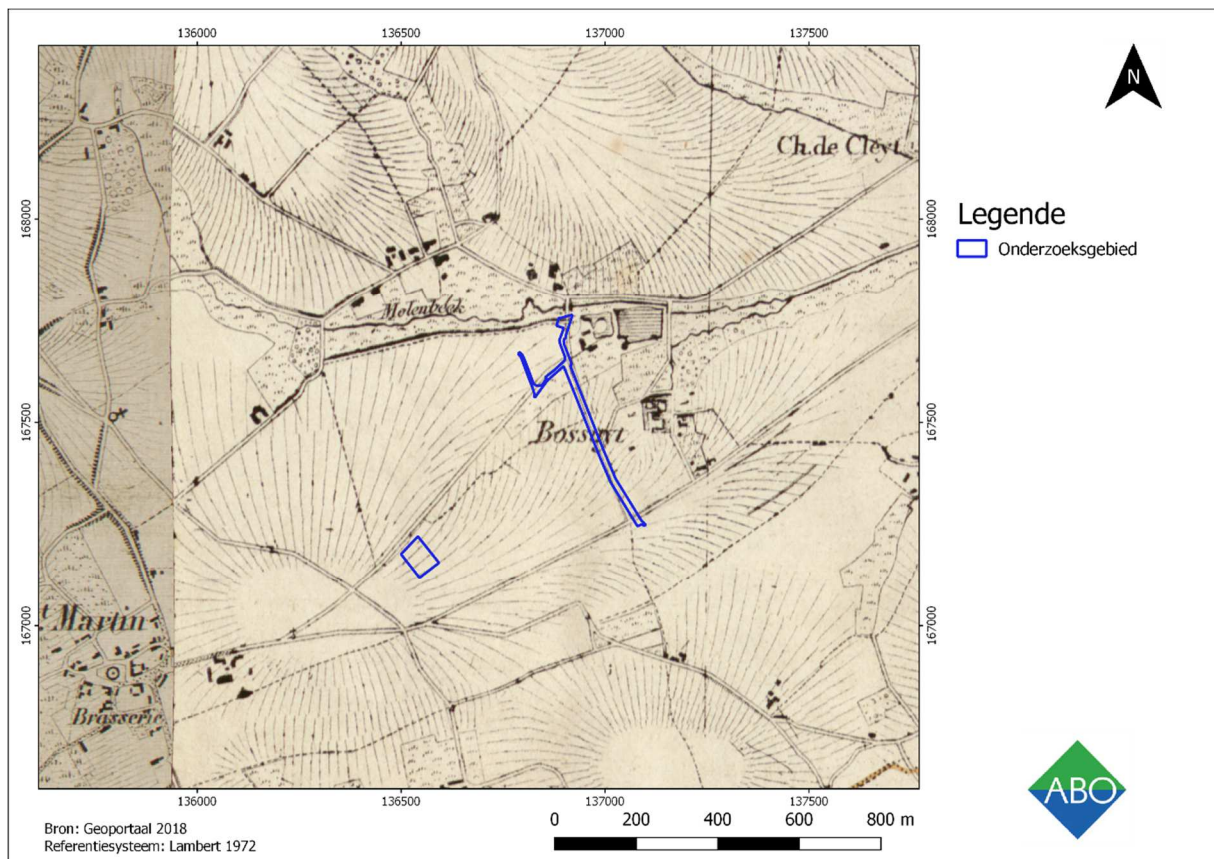 136000 136500 137000 137500
N
Ch. de Cleyt
168000 168000
Legende
Onderzoeksgebied
Molenbeek
167500 167500
Bossuyt
167000 167000
t Martin
Brasserie
136000 136500 137000 137500
ABO
Bron: Geoportaal 2018
Referentiesysteem: Lambert 1972
0 200 400 600 800 m